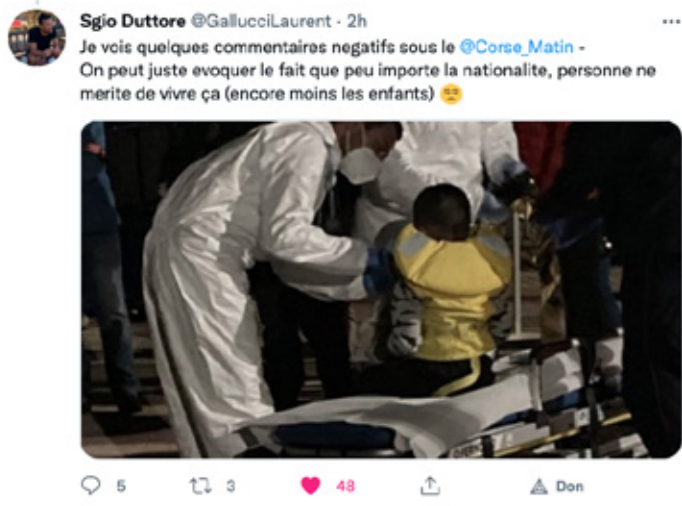 Sgio Duttore @GallucciLaurent · 2h
Je vois quelques commentaires negatifs sous le @Corse_Matin -
On peut juste evoquer le fait que peu importe la nationalite, personne ne
merite de vivre ça (encore moins les enfants) 😔
5 3 48 Don